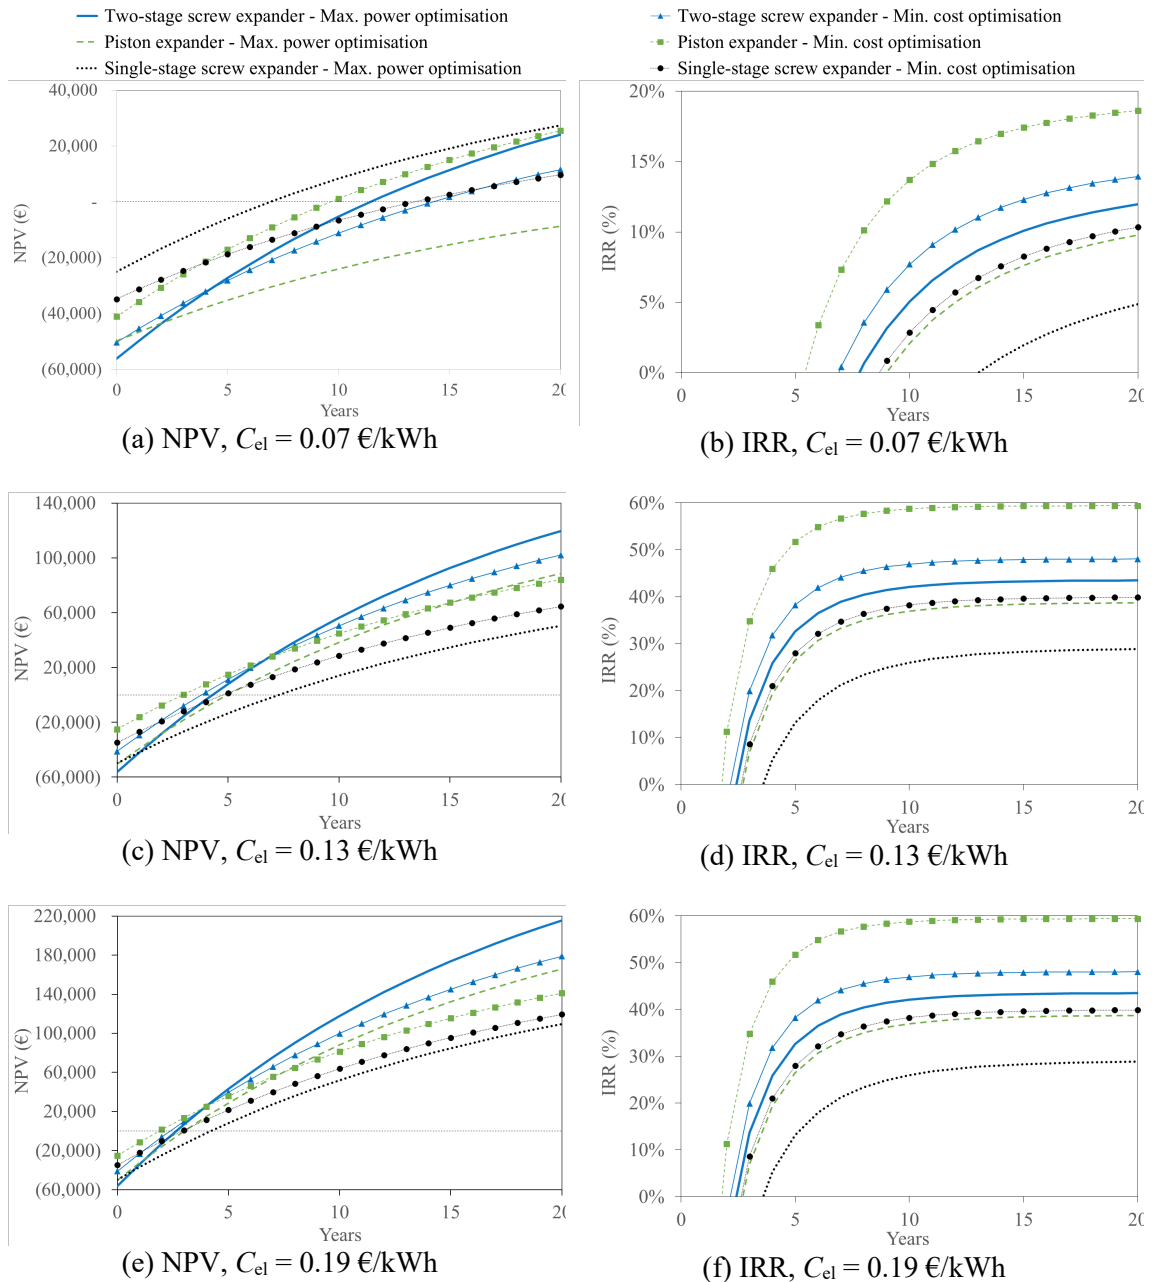 Two-stage screw expander - Max. power optimisation
Piston expander - Max. power optimisation
Single-stage screw expander - Max. power optimisation
Two-stage screw expander - Min. cost optimisation
Piston expander - Min. cost optimisation
Single-stage screw expander - Min. cost optimisation
NPV (€)
40,000
20,000
-
(20,000)
(40,000)
(60,000)
0 5 10 15 20
Years
(a) NPV, Cel = 0.07 €/kWh
IRR (%)
20%
15%
10%
5%
0%
0 5 10 15 20
Years
(b) IRR, Cel = 0.07 €/kWh
NPV (€)
140,000
100,000
60,000
20,000
(20,000)
(60,000)
0 5 10 15 20
Years
(c) NPV, Cel = 0.13 €/kWh
IRR (%)
60%
50%
40%
30%
20%
10%
0%
0 5 10 15 20
Years
(d) IRR, Cel = 0.13 €/kWh
NPV (€)
220,000
180,000
140,000
100,000
60,000
20,000
(20,000)
(60,000)
0 5 10 15 20
Years
(e) NPV, Cel = 0.19 €/kWh
IRR (%)
60%
50%
40%
30%
20%
10%
0%
0 5 10 15 20
Years
(f) IRR, Cel = 0.19 €/kWh